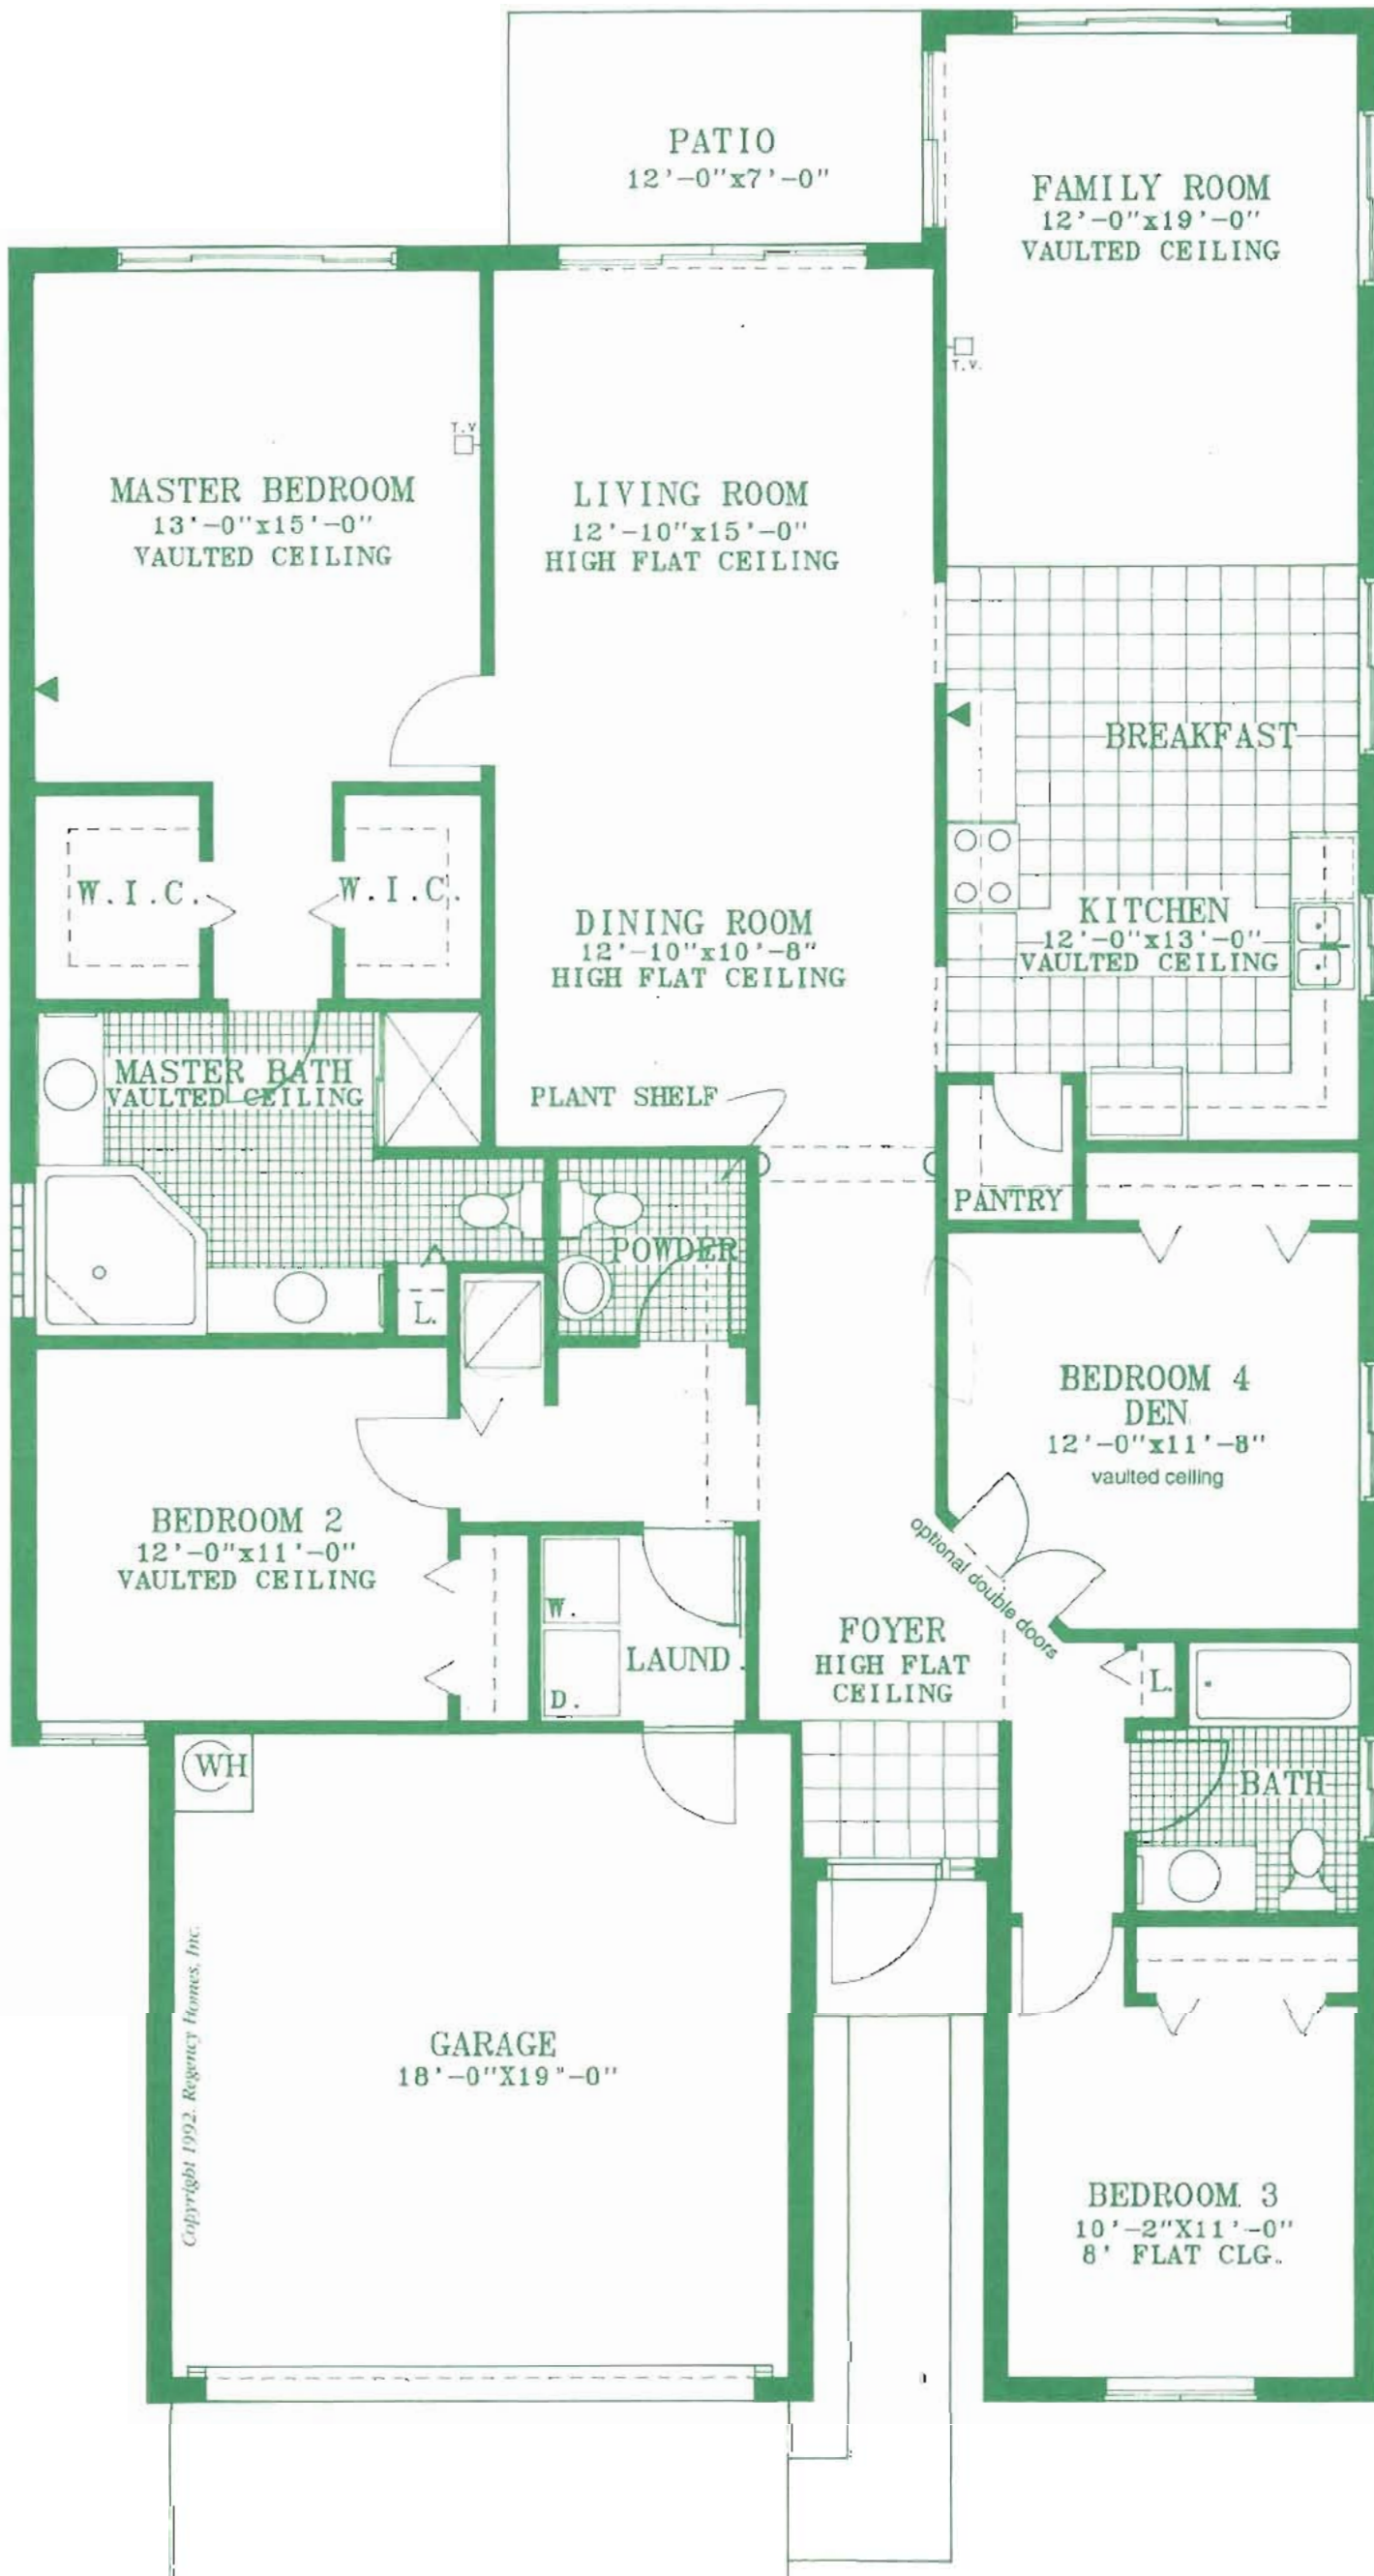 PATIO
12'-0"x7'-0"
FAMILY ROOM
12'-0"x19'-0"
VAULTED CEILING
T.V.
T.V.
MASTER BEDROOM
13'-0"x15'-0"
VAULTED CEILING
LIVING ROOM
12'-10"x15'-0"
HIGH FLAT CEILING
BREAKFAST
W.I.C.
W.I.C.
DINING ROOM
12'-10"x10'-8"
HIGH FLAT CEILING
KITCHEN
12'-0"x13'-0"
VAULTED CEILING
MASTER BATH
VAULTED CEILING
PLANT SHELF
PANTRY
POWDER
L.
BEDROOM 4
DEN
12'-0"x11'-8"
vaulted ceiling
optional double doors
BEDROOM 2
12'-0"x11'-0"
VAULTED CEILING
W.
D.
LAUND.
FOYER
HIGH FLAT
CEILING
L.
WH
BATH
Copyright 1992. Regency Homes, Inc.
GARAGE
18'-0"X19"-0"
BEDROOM 3
10'-2"X11'-0"
8' FLAT CLG.